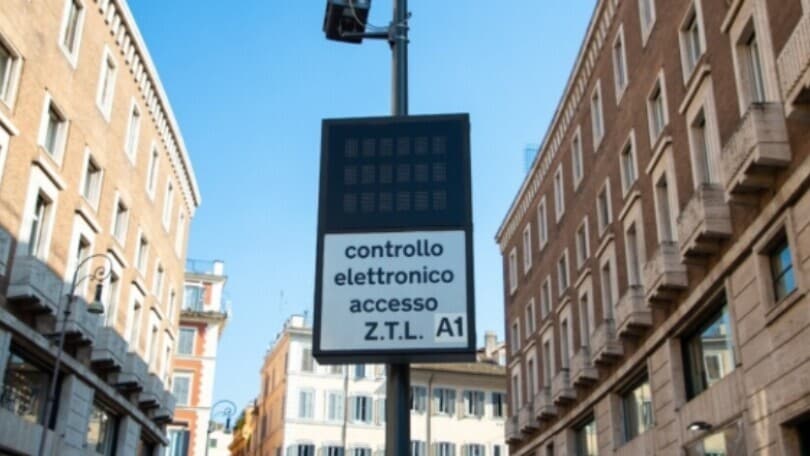 controllo
elettronico
accesso
Z.T.L. A1